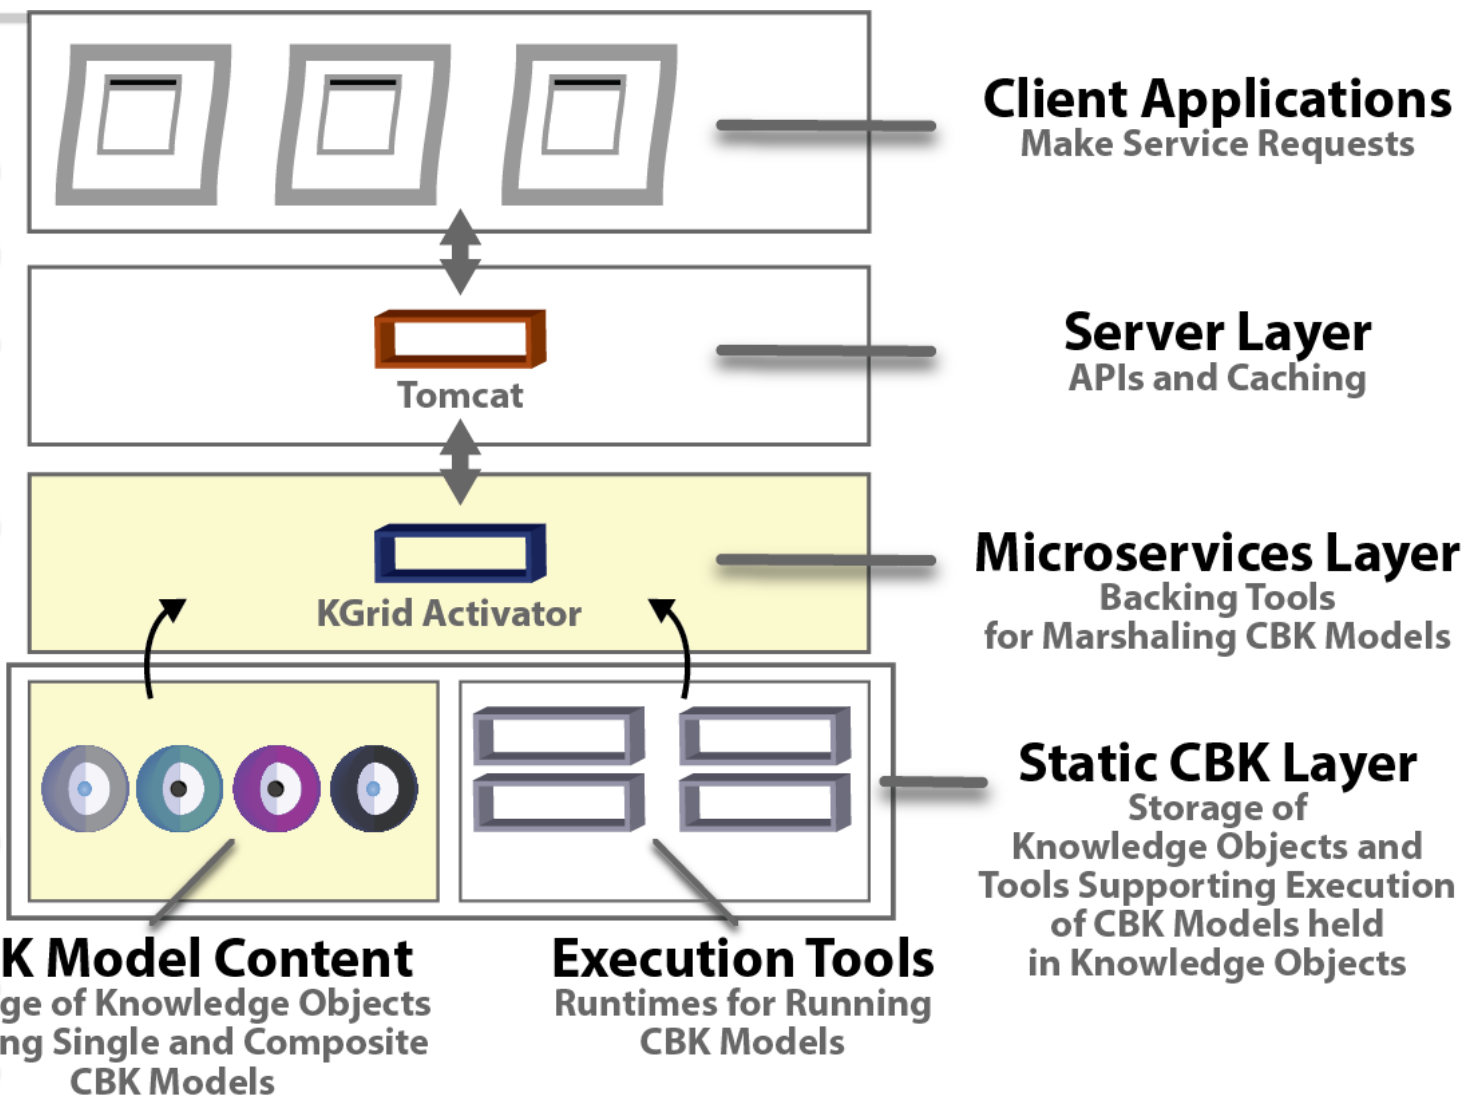 Client Applications
Make Service Requests
Tomcat
Server Layer
APIs and Caching
KGrid Activator
Microservices Layer
Backing Tools
for Marshaling CBK Models
Static CBK Layer
Storage of
Knowledge Objects and
Tools Supporting Execution
of CBK Models held
in Knowledge Objects
K Model Content
ge of Knowledge Objects
ng Single and Composite
CBK Models
Execution Tools
Runtimes for Running
CBK Models